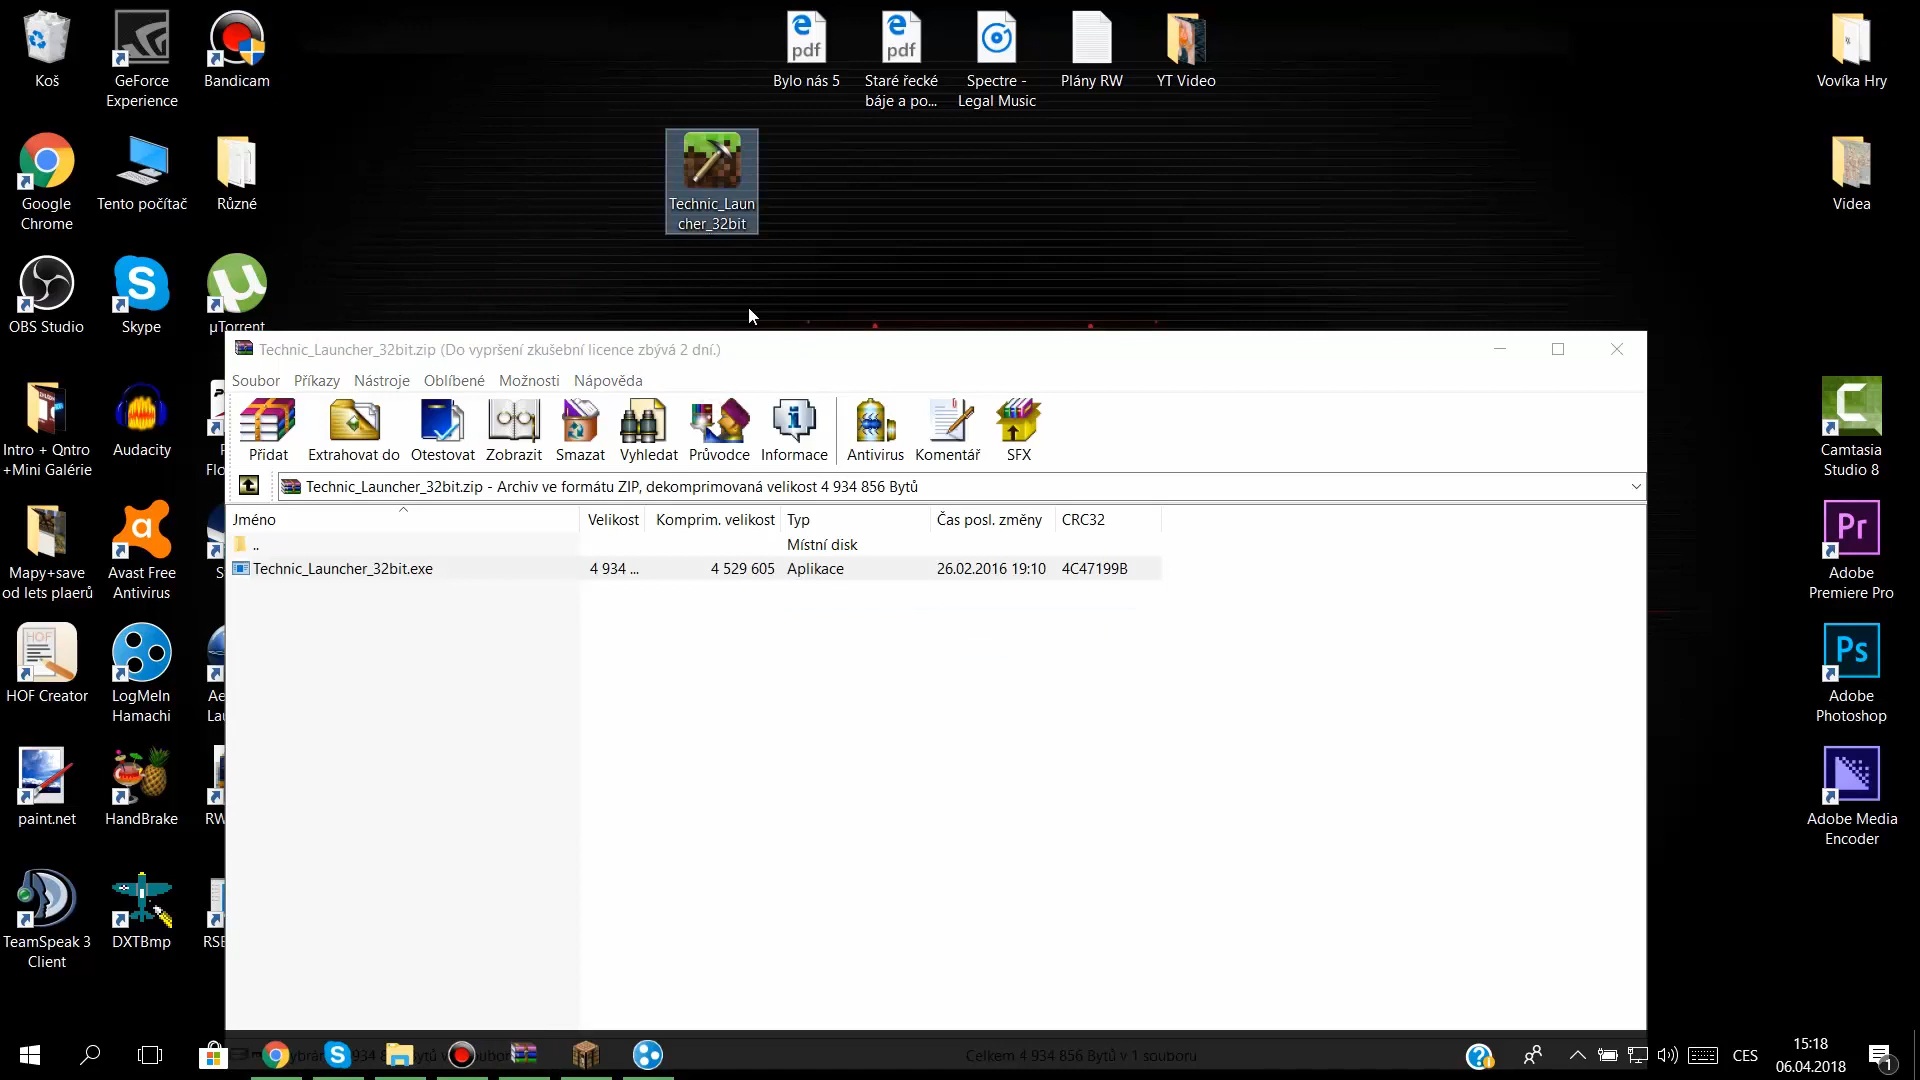 Koš
GeForce
Experience
Bandicam
pdf
Bylo nás 5
pdf
Staré řecké
báje a po...
Spectre -
Legal Music
Plány RW
YT Video
Vovíka Hry
Google
Chrome
Tento počítač
Různé
Technic_Laun
cher_32bit
Videa
OBS Studio
Skype
µTorrent
Technic_Launcher_32bit.zip (Do vypršení zkušební licence zbývá 2 dní.)
Soubor Příkazy Nástroje Oblíbené Možnosti Nápověda
Přidat Extrahovat do Otestovat Zobrazit Smazat Vyhledat Průvodce Informace Antivirus Komentář SFX
Technic_Launcher_32bit.zip - Archiv ve formátu ZIP, dekomprimovaná velikost 4 934 856 Bytů
Jméno Velikost Komprim. velikost Typ Čas posl. změny CRC32
.. Místní disk
Technic_Launcher_32bit.exe 4 934 ... 4 529 605 Aplikace 26.02.2016 19:10 4C47199B
Intro + Qntro
+Mini Galérie
Audacity
Flo
Camtasia
Studio 8
Mapy+save
od lets plaerů
Avast Free
Antivirus
S
Pr
Adobe
Premiere Pro
HOF
HOF Creator
LogMeIn
Hamachi
Ae
Lau
Ps
Adobe
Photoshop
paint.net
HandBrake
RW
Adobe Media
Encoder
TeamSpeak 3
Client
DXTBmp
RSE
Celkem 4 934 856 Bytů v 1 souboru
CES
15:18
06.04.2018
1